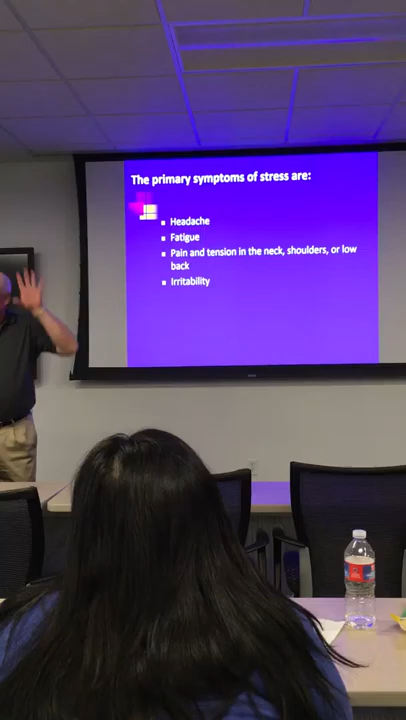 The primary symptoms of stress are:
Headache
Fatigue
Pain and tension in the neck, shoulders, or low
back
Irritability